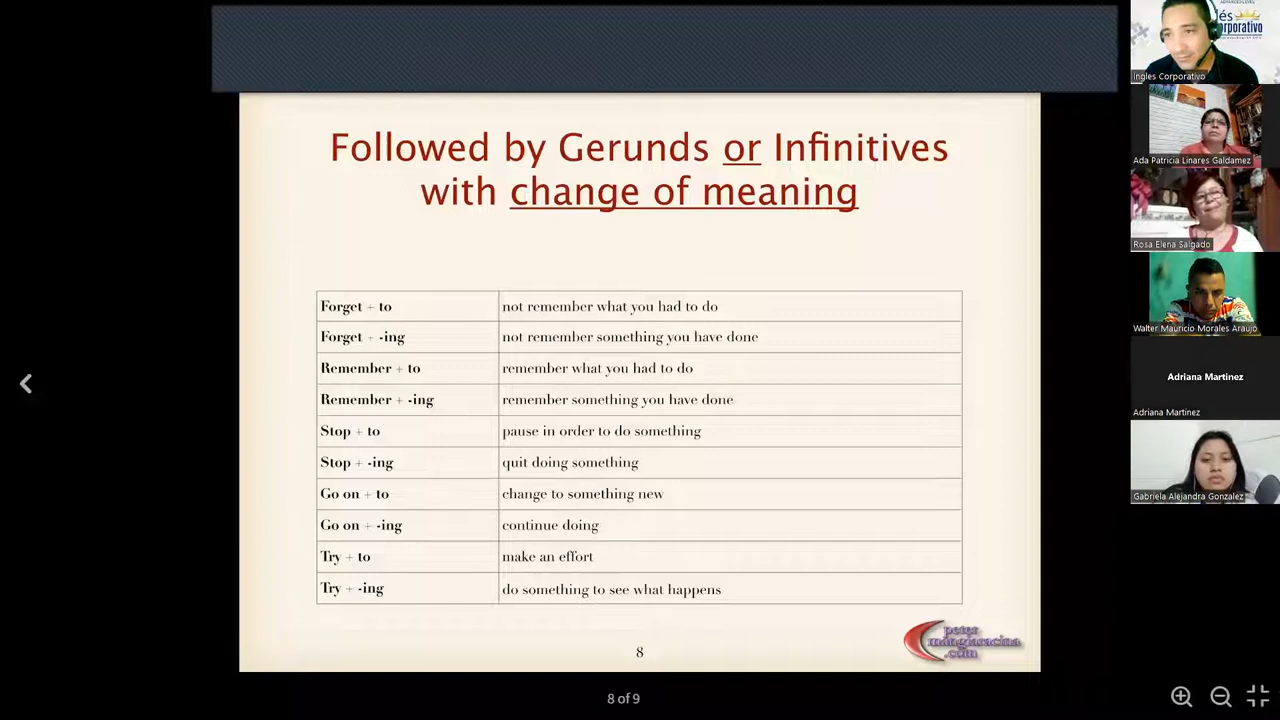 Followed by Gerunds or Infinitives
with change of meaning
Forget + to not remember what you had to do
Forget + -ing not remember something you have done
Remember + to remember what you had to do
Remember + -ing remember something you have done
Stop + to pause in order to do something
Stop + -ing quit doing something
Go on + to change to something new
Go on + -ing continue doing
Try + to make an effort
Try + -ing do something to see what happens
peter
mangiaracina
.com
8
8 of 9
Ingles Corporativo
Ada Patricia Linares Galdamez
Rosa Elena Salgado
Walter Mauricio Morales Araujo
Adriana Martinez
Adriana Martinez
Gabriela Alejandra Gonzalez